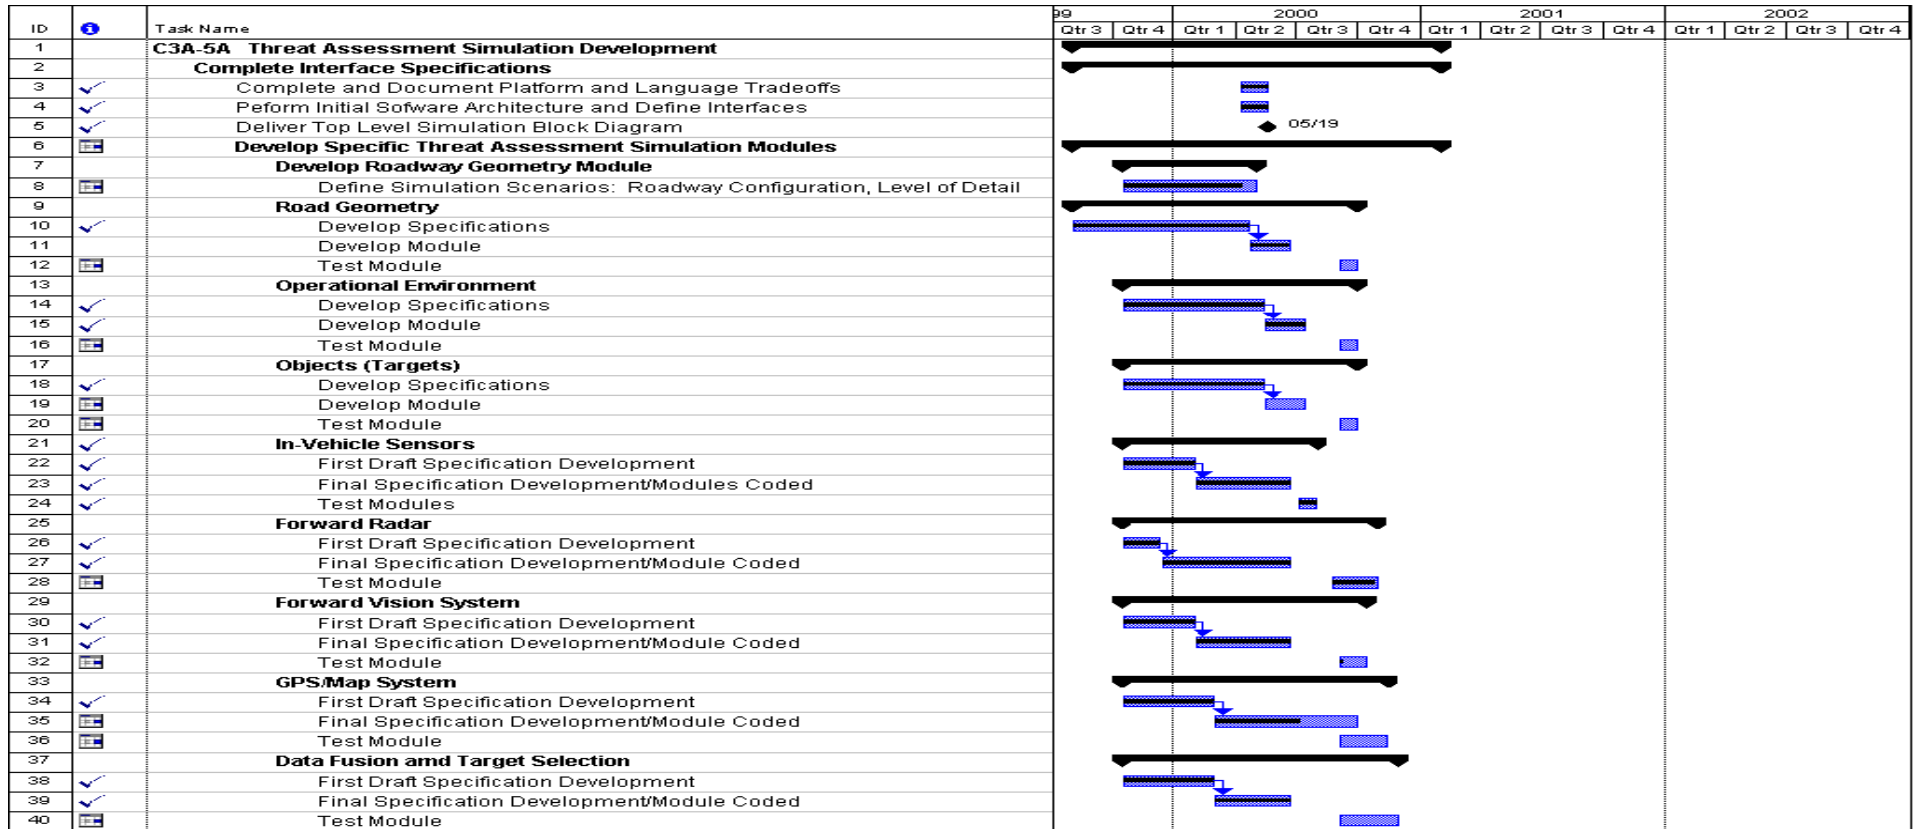 99 2000 2001 2002
ID Task Name Qtr 3 Qtr 4 Qtr 1 Qtr 2 Qtr 3 Qtr 4 Qtr 1 Qtr 2 Qtr 3 Qtr 4 Qtr 1 Qtr 2 Qtr 3 Qtr 4
1 C3A-5A Threat Assessment Simulation Development
2 Complete Interface Specifications
3 Complete and Document Platform and Language Tradeoffs
4 Peform Initial Sofware Architecture and Define Interfaces
5 Deliver Top Level Simulation Block Diagram 05/19
6 Develop Specific Threat Assessment Simulation Modules
7 Develop Roadway Geometry Module
8 Define Simulation Scenarios: Roadway Configuration, Level of Detail
9 Road Geometry
10 Develop Specifications
11 Develop Module
12 Test Module
13 Operational Environment
14 Develop Specifications
15 Develop Module
16 Test Module
17 Objects (Targets)
18 Develop Specifications
19 Develop Module
20 Test Module
21 In-Vehicle Sensors
22 First Draft Specification Development
23 Final Specification Development/Modules Coded
24 Test Modules
25 Forward Radar
26 First Draft Specification Development
27 Final Specification Development/Module Coded
28 Test Module
29 Forward Vision System
30 First Draft Specification Development
31 Final Specification Development/Module Coded
32 Test Module
33 GPS/Map System
34 First Draft Specification Development
35 Final Specification Development/Module Coded
36 Test Module
37 Data Fusion amd Target Selection
38 First Draft Specification Development
39 Final Specification Development/Module Coded
40 Test Module